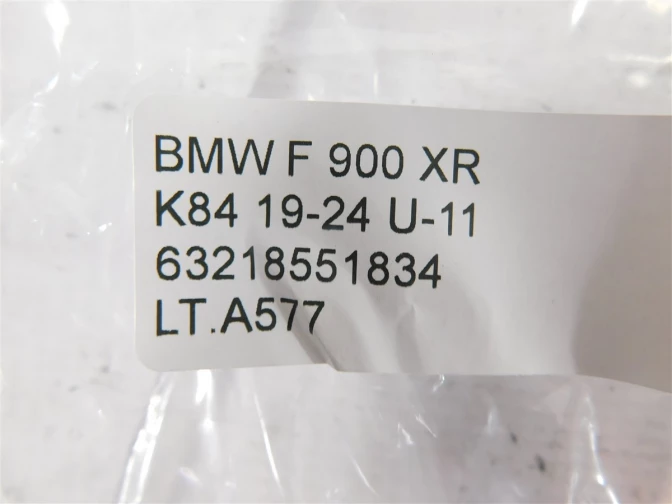 BMW F 900 XR
K84 19-24 U-11
63218551834
LT.A577